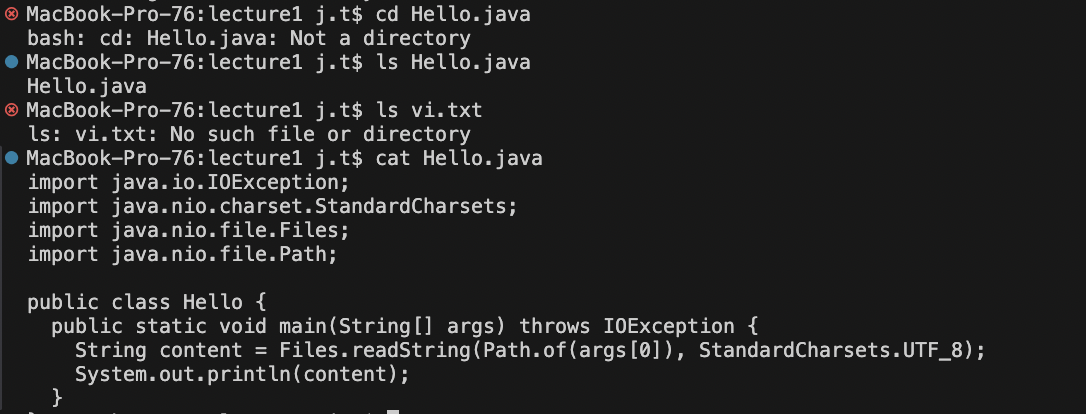 MacBook-Pro-76:lecture1 j.t$ cd Hello.java
bash: cd: Hello.java: Not a directory
MacBook-Pro-76:lecture1 j.t$ ls Hello.java
Hello.java
MacBook-Pro-76:lecture1 j.t$ ls vi.txt
ls: vi.txt: No such file or directory
MacBook-Pro-76:lecture1 j.t$ cat Hello.java
import java.io.IOException;
import java.nio.charset.StandardCharsets;
import java.nio.file.Files;
import java.nio.file.Path;

public class Hello {
  public static void main(String[] args) throws IOException {
    String content = Files.readString(Path.of(args[0]), StandardCharsets.UTF_8);
    System.out.println(content);
  }